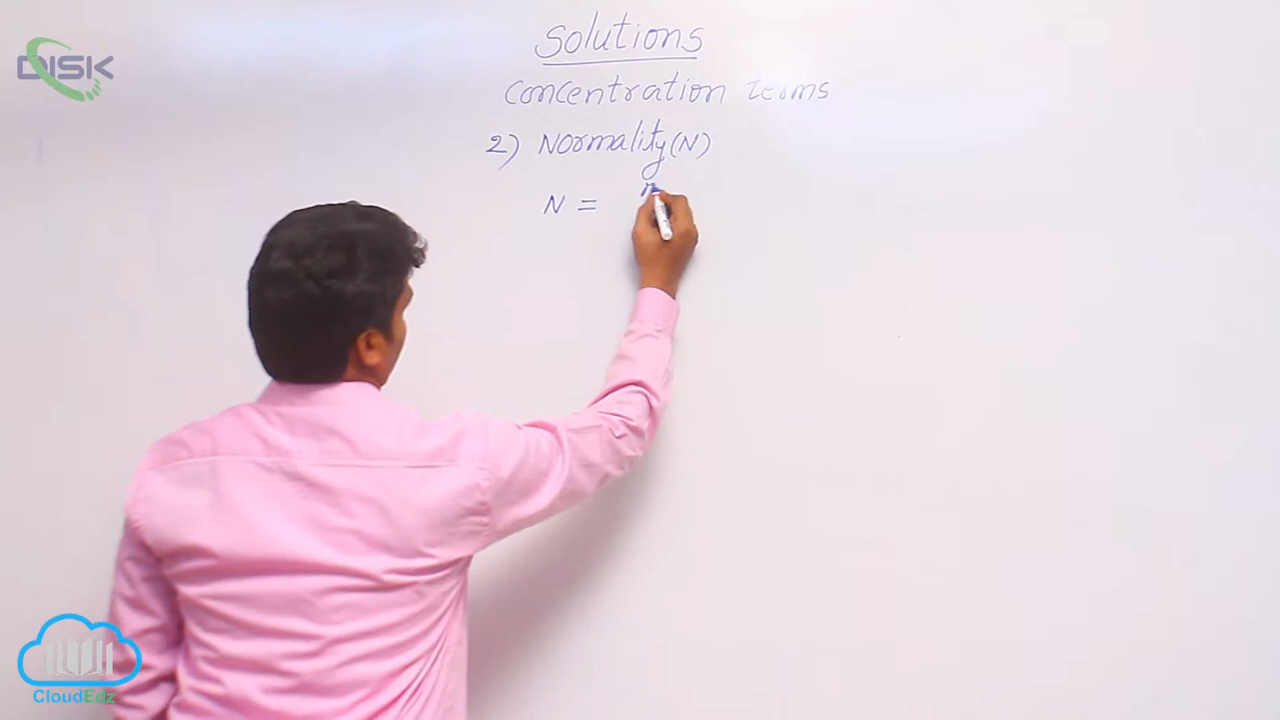 DISK
Solutions
Concentration terms
2) Normality (N)
N = n
CloudEdz